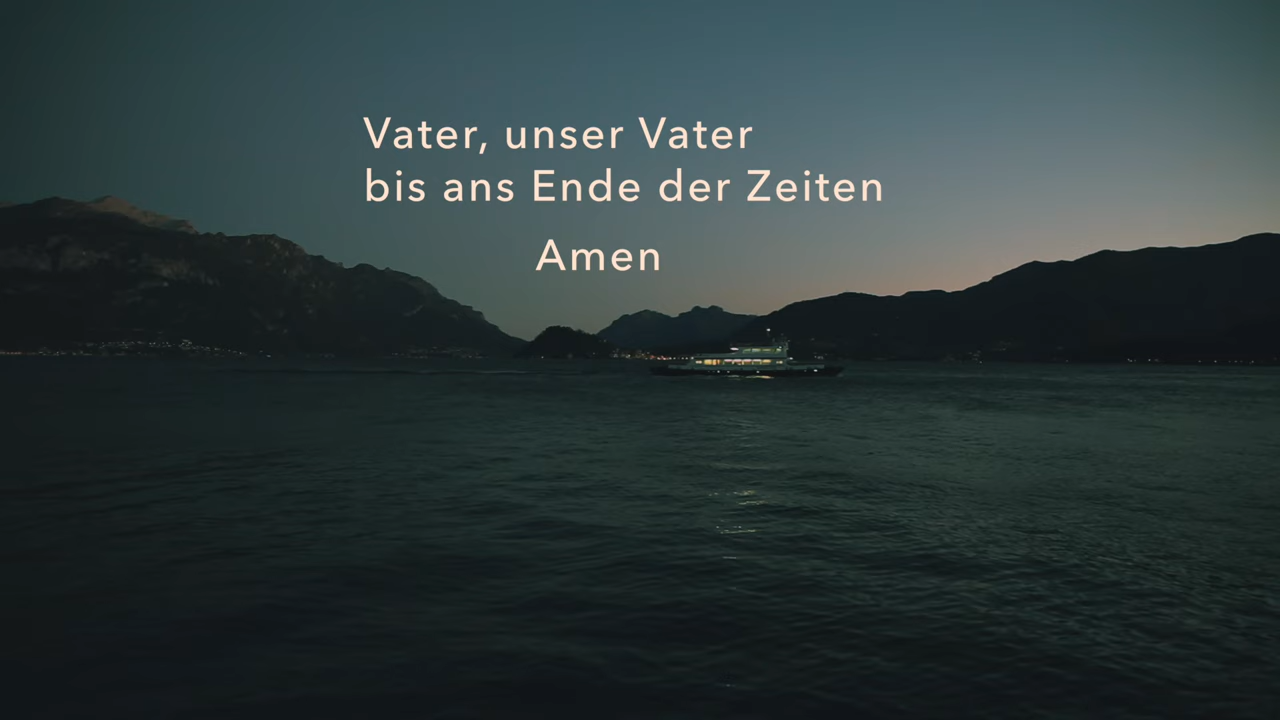 Vater, unser Vater
bis ans Ende der Zeiten
Amen